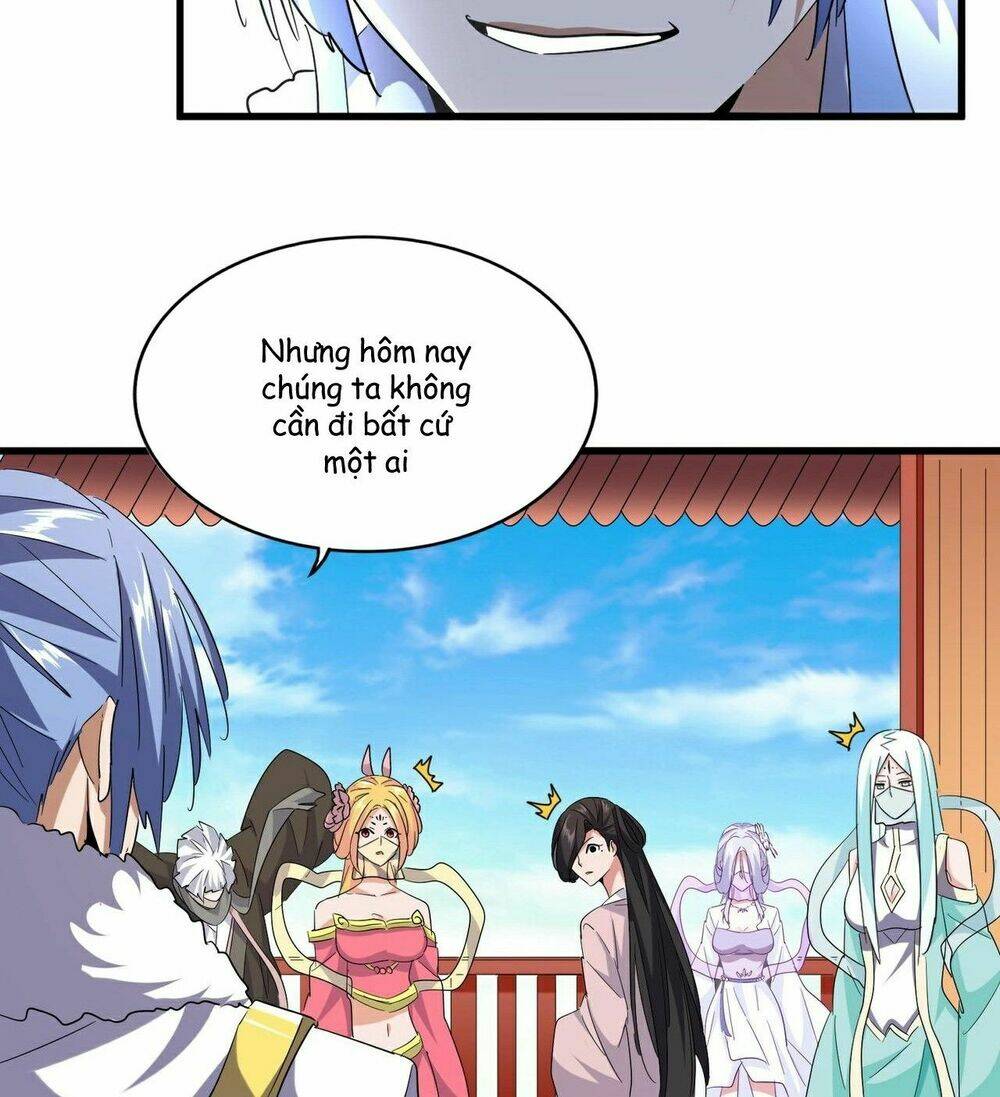 Nhưng hôm nay
chúng ta không
cần đi bất cứ
một ai